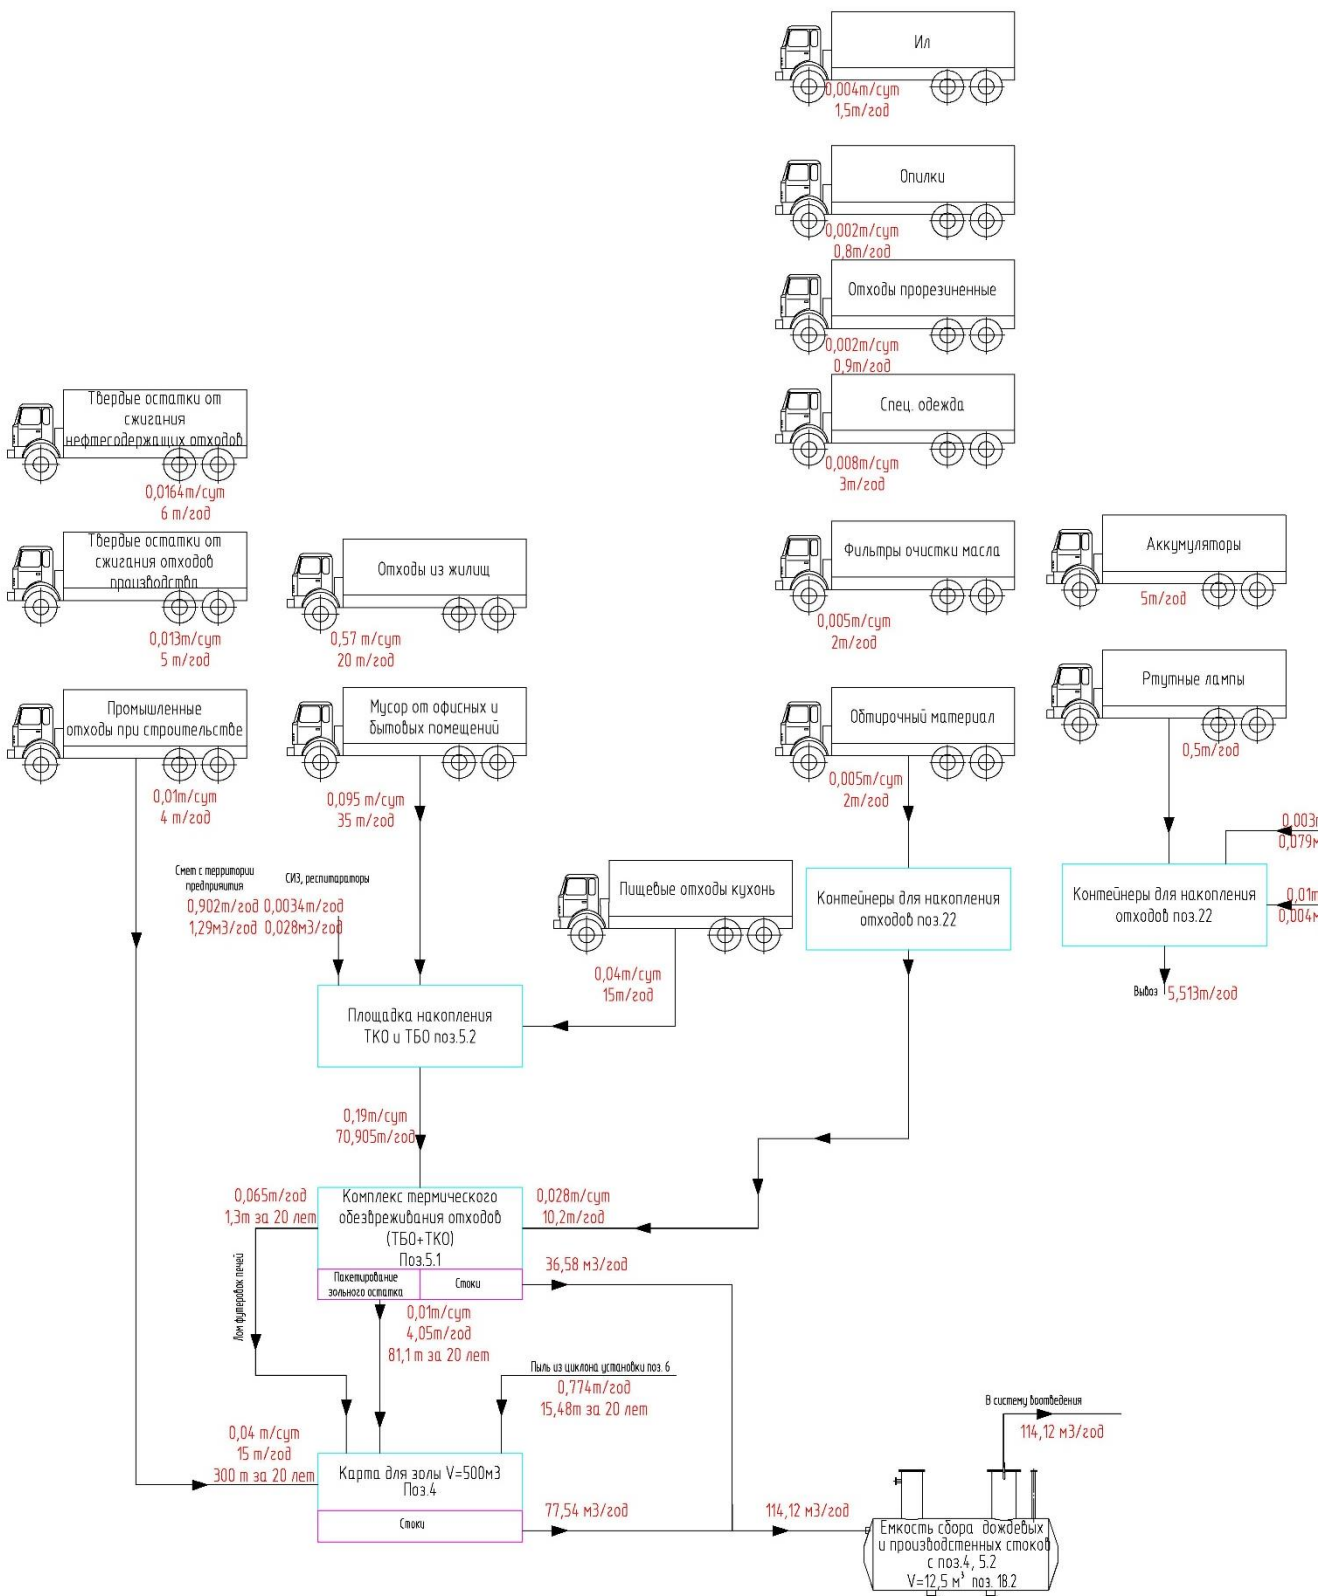 Ил
0,004т/сут
1,5т/год
Опилки
0,002т/сут
0,8т/год
Отходы прорезиненные
0,002т/сут
0,9т/год
Спец. одежда
0,008т/сут
3т/год
Твердые остатки от
сжигания
нефтесодержащих отходов
0,0164т/сут
6 т/год
Твердые остатки от
сжигания отходов
производства
0,013т/сут
5 т/год
Отходы из жилищ
0,57 т/сут
20 т/год
Фильтры очистки масла
0,005т/сут
2т/год
Аккумуляторы
5т/год
Промышленные
отходы при строительстве
0,01т/сут
4 т/год
Мусор от офисных и
бытовых помещений
0,095 т/сут
35 т/год
Обтирочный материал
0,005т/сут
2т/год
Ртутные лампы
0,5т/год
0,003т
0,079м
0,01т
0,004м
Смет с территории
предприятия
0,902т/год
1,29м3/год
СИЗ, респитараторы
0,0034т/год
0,028м3/год
Пищевые отходы кухонь
0,04т/сут
15т/год
Контейнеры для накопления
отходов поз.22
Контейнеры для накопления
отходов поз.22
Вывоз
5,513т/год
Площадка накопления
ТКО и ТБО поз.5.2
0,19т/сут
70,905т/год
0,065т/год
1,3т за 20 лет
Комплекс термического
обезвреживания отходов
(ТБО+ТКО)
Поз.5.1
0,028т/сут
10,2т/год
Пакетирование
зольного остатка
Стоки
36,58 м3/год
Лом футеровок печей
0,01т/сут
4,05т/год
81,1 т за 20 лет
Пыль из циклона установки поз. 6
0,774т/год
15,48т за 20 лет
0,04 т/сут
15 т/год
300 т за 20 лет
Карта для золы V=500м3
Поз.4
Стоки
77,54 м3/год
114,12 м3/год
В систему воотведения
114,12 м3/год
Емкость сбора дождевых
и производстенных стоков
с поз.4, 5.2
V=12,5 м³ поз. 18.2